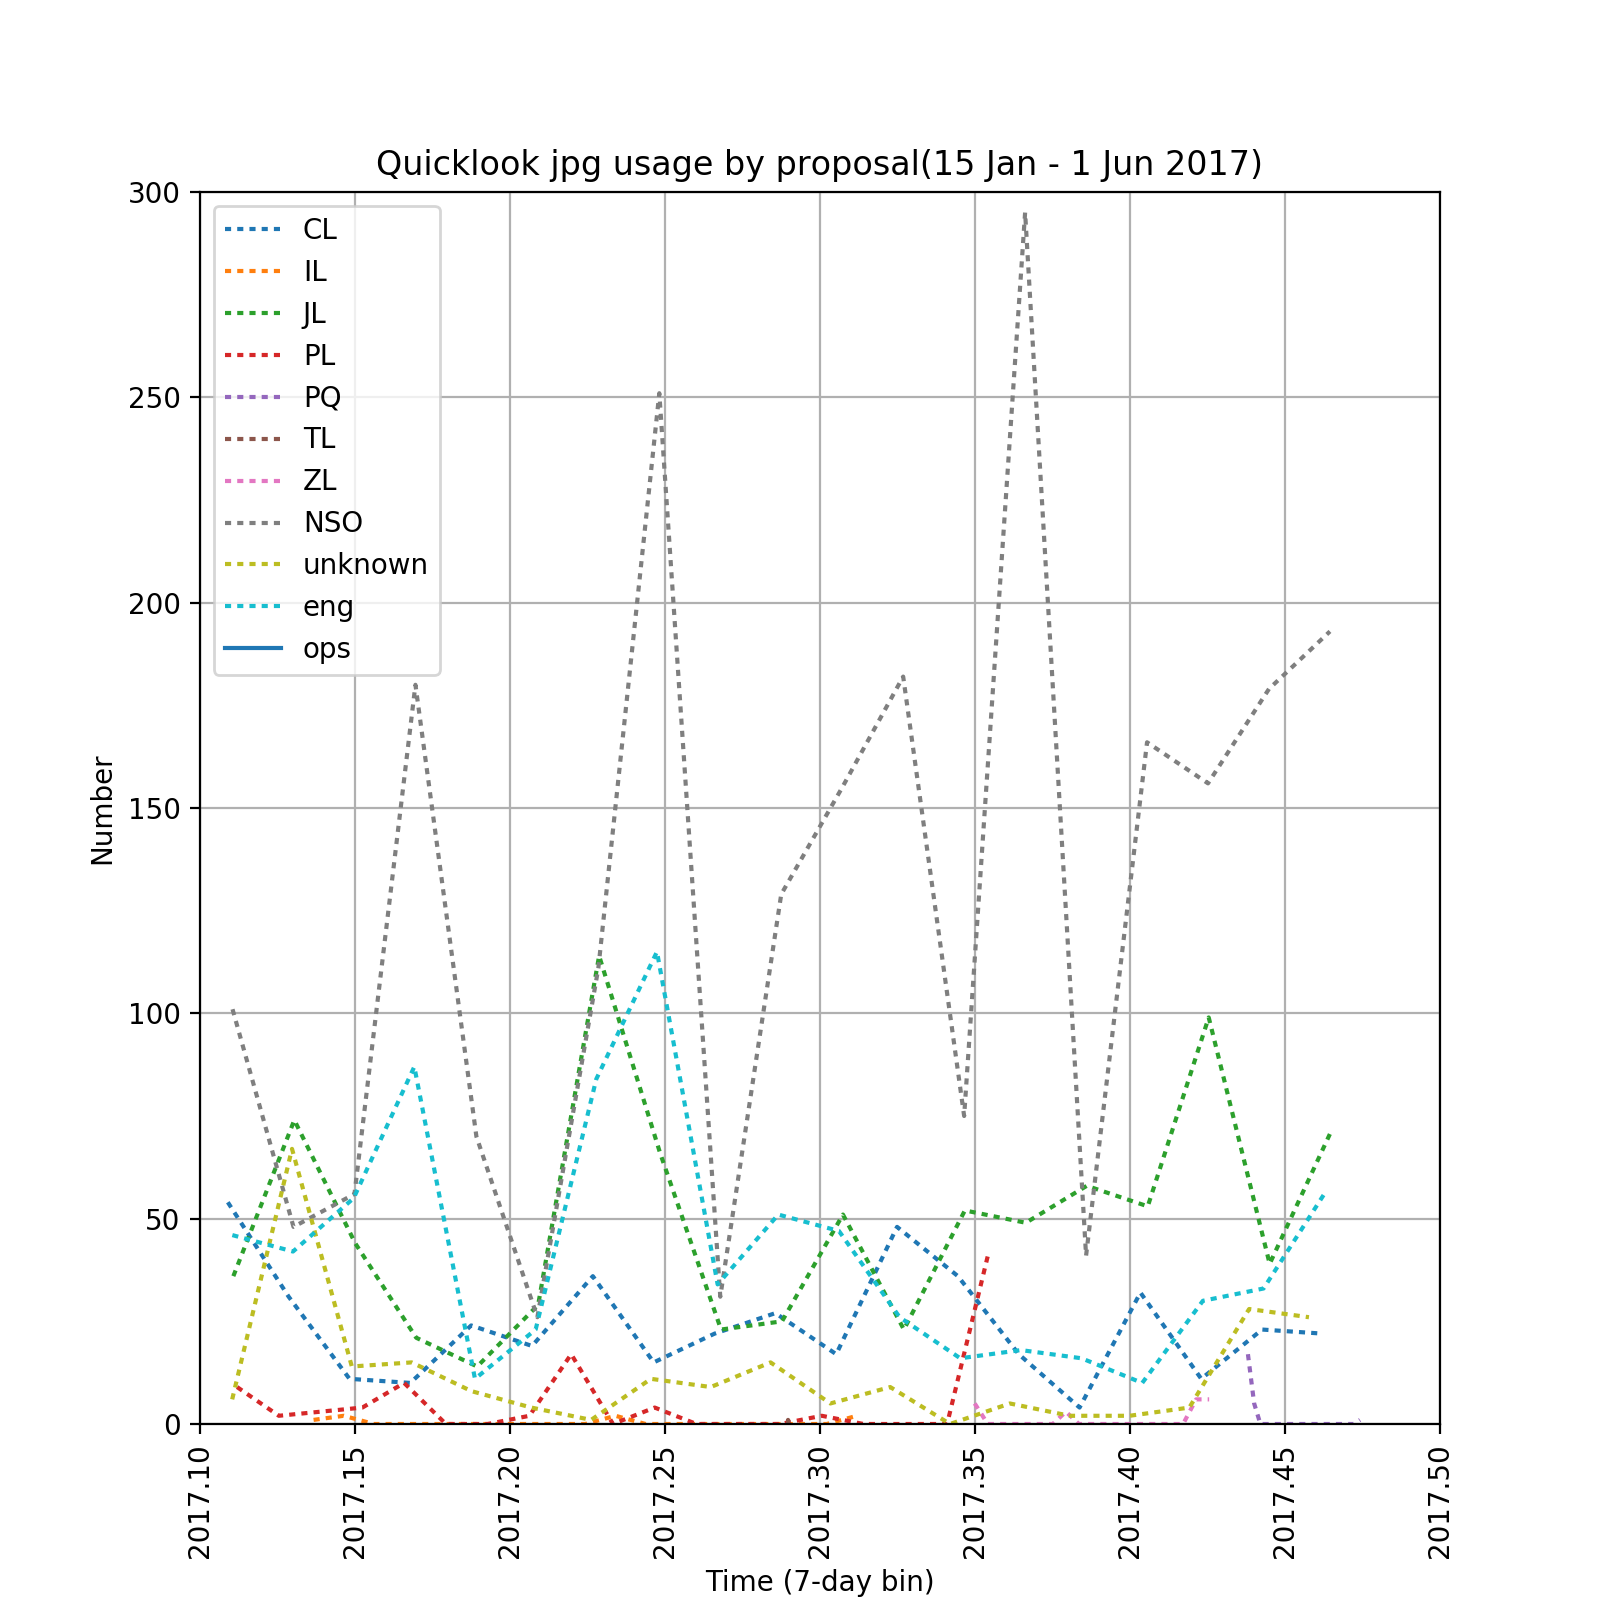 Quicklook jpg usage by proposal(15 Jan - 1 Jun 2017)
300
250
200
150
100
50
0
Number
CL
IL
JL
PL
PQ
TL
ZL
NSO
unknown
eng
ops
2017.10
2017.15
2017.20
2017.25
2017.30
2017.35
2017.40
2017.45
2017.50
Time (7-day bin)